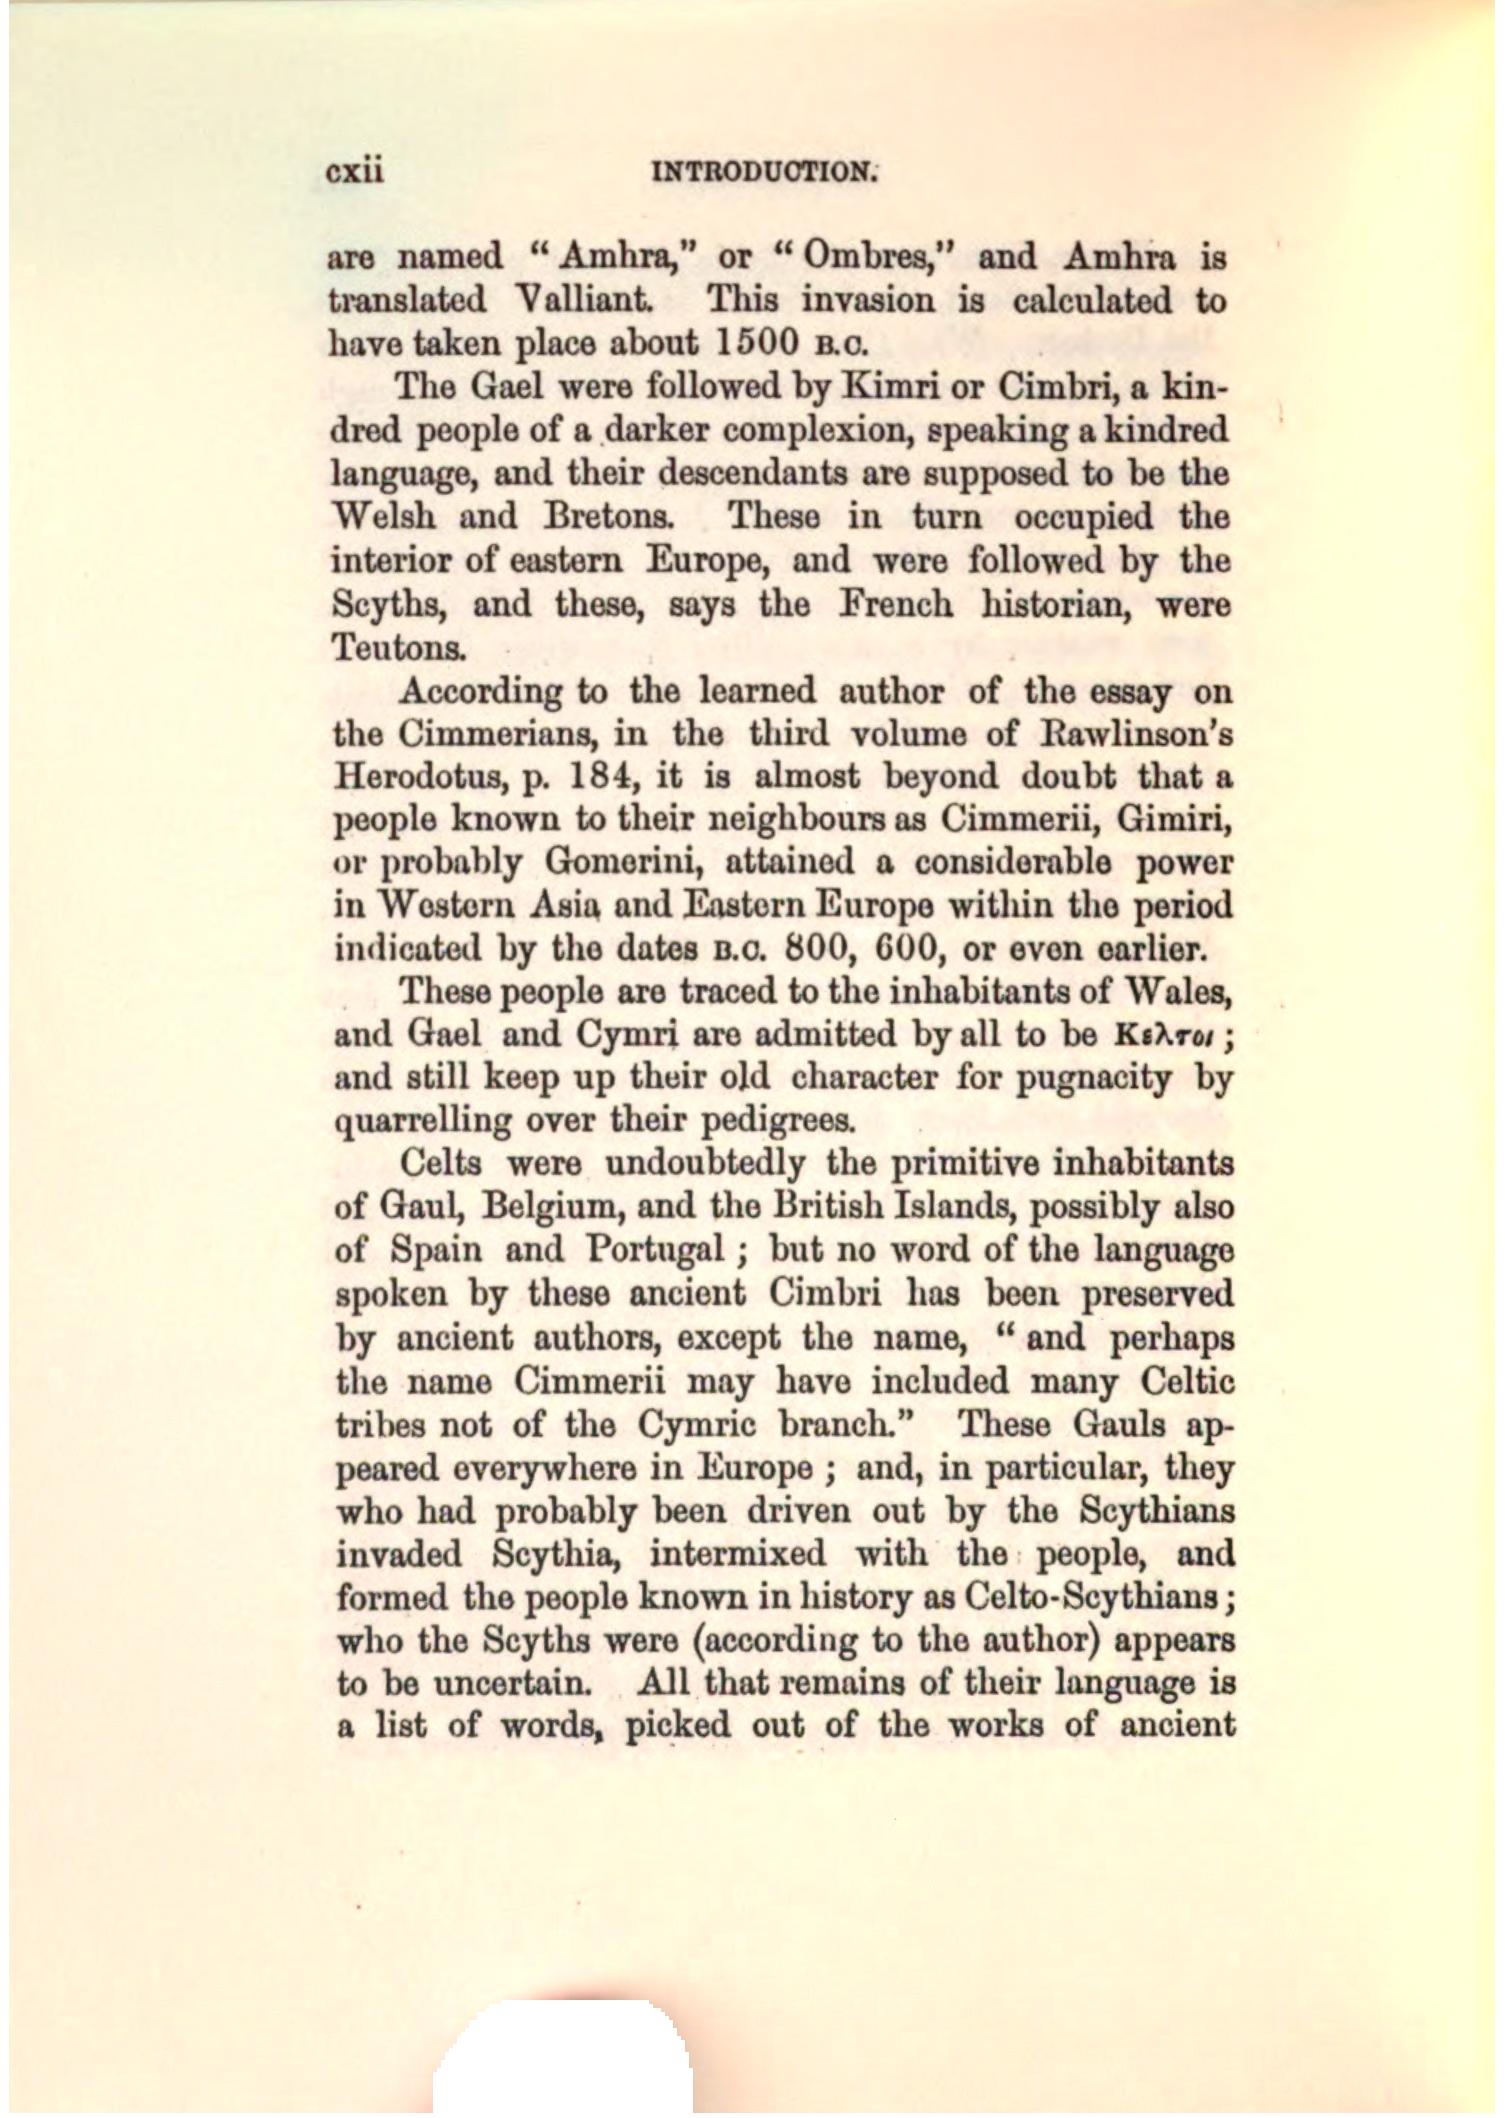 cxii INTRODUCTION.
are named “Amhra,” or “Ombres,” and Amhra is
translated Valliant. This invasion is calculated to
have taken place about 1500 B.C.
The Gael were followed by Kimri or Cimbri, a kin-
dred people of a darker complexion, speaking a kindred
language, and their descendants are supposed to be the
Welsh and Bretons. These in turn occupied the
interior of eastern Europe, and were followed by the
Scyths, and these, says the French historian, were
Teutons.
According to the learned author of the essay on
the Cimmerians, in the third volume of Rawlinson’s
Herodotus, p. 184, it is almost beyond doubt that a
people known to their neighbours as Cimmerii, Gimiri,
or probably Gomerini, attained a considerable power
in Western Asia and Eastern Europe within the period
indicated by the dates B.C. 800, 600, or even earlier.
These people are traced to the inhabitants of Wales,
and Gael and Cymri are admitted by all to be Κελτοι;
and still keep up their old character for pugnacity by
quarrelling over their pedigrees.
Celts were undoubtedly the primitive inhabitants
of Gaul, Belgium, and the British Islands, possibly also
of Spain and Portugal; but no word of the language
spoken by these ancient Cimbri has been preserved
by ancient authors, except the name, “and perhaps
the name Cimmerii may have included many Celtic
tribes not of the Cymric branch.” These Gauls ap-
peared everywhere in Europe; and, in particular, they
who had probably been driven out by the Scythians
invaded Scythia, intermixed with the people, and
formed the people known in history as Celto-Scythians;
who the Scyths were (according to the author) appears
to be uncertain. All that remains of their language is
a list of words, picked out of the works of ancient